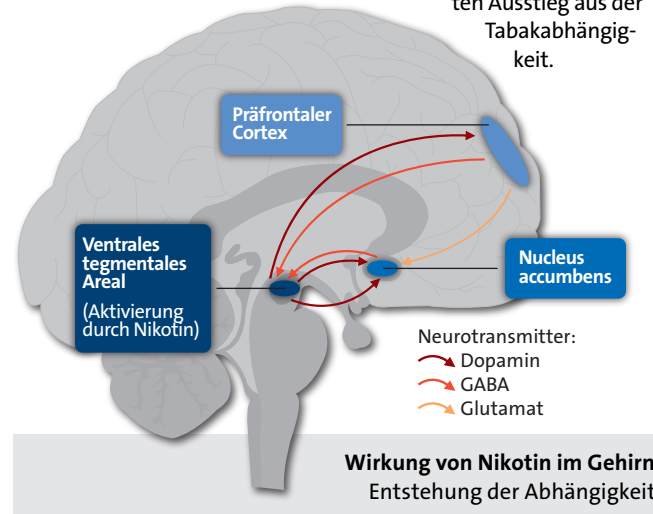 ten Ausstieg aus der
Tabakabhängig-
keit.
Präfrontaler
Cortex
Ventrales
tegmentales
Areal
(Aktivierung
durch Nikotin)
Nucleus
accumbens
Neurotransmitter:
Dopamin
GABA
Glutamat
Wirkung von Nikotin im Gehirn
Entstehung der Abhängigkeit